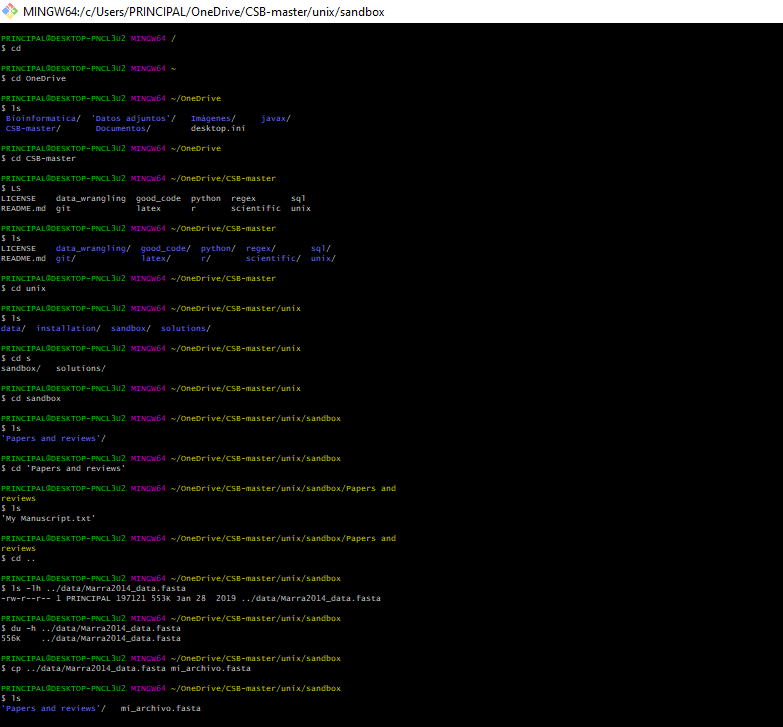 MINGW64:/c/Users/PRINCIPAL/OneDrive/CSB-master/unix/sandbox
PRINCIPAL@DESKTOP-PNCL3U2 MINGW64 /
$ cd
PRINCIPAL@DESKTOP-PNCL3U2 MINGW64 ~
$ cd OneDrive
PRINCIPAL@DESKTOP-PNCL3U2 MINGW64 ~/OneDrive
$ ls
Bioinformatica/ 'Datos adjuntos'/ Imágenes/ javax/
CSB-master/ Documentos/ desktop.ini
PRINCIPAL@DESKTOP-PNCL3U2 MINGW64 ~/OneDrive
$ cd CSB-master
PRINCIPAL@DESKTOP-PNCL3U2 MINGW64 ~/OneDrive/CSB-master
$ LS
LICENSE data_wrangling good_code python regex sql
README.md git latex r scientific unix
PRINCIPAL@DESKTOP-PNCL3U2 MINGW64 ~/OneDrive/CSB-master
$ ls
LICENSE data_wrangling/ good_code/ python/ regex/ sql/
README.md git/ latex/ r/ scientific/ unix/
PRINCIPAL@DESKTOP-PNCL3U2 MINGW64 ~/OneDrive/CSB-master
$ cd unix
PRINCIPAL@DESKTOP-PNCL3U2 MINGW64 ~/OneDrive/CSB-master/unix
$ ls
data/ installation/ sandbox/ solutions/
PRINCIPAL@DESKTOP-PNCL3U2 MINGW64 ~/OneDrive/CSB-master/unix
$ cd s
sandbox/ solutions/
PRINCIPAL@DESKTOP-PNCL3U2 MINGW64 ~/OneDrive/CSB-master/unix
$ cd sandbox
PRINCIPAL@DESKTOP-PNCL3U2 MINGW64 ~/OneDrive/CSB-master/unix/sandbox
$ ls
'Papers and reviews'/
PRINCIPAL@DESKTOP-PNCL3U2 MINGW64 ~/OneDrive/CSB-master/unix/sandbox
$ cd 'Papers and reviews'
PRINCIPAL@DESKTOP-PNCL3U2 MINGW64 ~/OneDrive/CSB-master/unix/sandbox/Papers and
reviews
$ ls
'My Manuscript.txt'
PRINCIPAL@DESKTOP-PNCL3U2 MINGW64 ~/OneDrive/CSB-master/unix/sandbox/Papers and
reviews
$ cd ..
PRINCIPAL@DESKTOP-PNCL3U2 MINGW64 ~/OneDrive/CSB-master/unix/sandbox
$ ls -lh ../data/Marra2014_data.fasta
-rw-r--r-- 1 PRINCIPAL 197121 553K Jan 28 2019 ../data/Marra2014_data.fasta
PRINCIPAL@DESKTOP-PNCL3U2 MINGW64 ~/OneDrive/CSB-master/unix/sandbox
$ du -h ../data/Marra2014_data.fasta
556K ../data/Marra2014_data.fasta
PRINCIPAL@DESKTOP-PNCL3U2 MINGW64 ~/OneDrive/CSB-master/unix/sandbox
$ cp ../data/Marra2014_data.fasta mi_archivo.fasta
PRINCIPAL@DESKTOP-PNCL3U2 MINGW64 ~/OneDrive/CSB-master/unix/sandbox
$ ls
'Papers and reviews'/ mi_archivo.fasta